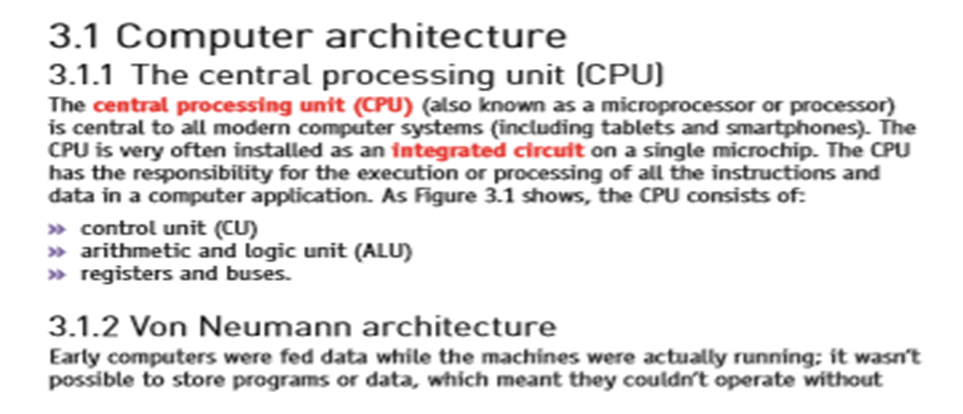 3.1 Computer architecture
3.1.1 The central processing unit (CPU)
The central processing unit (CPU) (also known as a microprocessor or processor)
is central to all modern computer systems (including tablets and smartphones). The
CPU is very often installed as an integrated circuit on a single microchip. The CPU
has the responsibility for the execution or processing of all the instructions and
data in a computer application. As Figure 3.1 shows, the CPU consists of:
» control unit (CU)
» arithmetic and logic unit (ALU)
» registers and buses.
3.1.2 Von Neumann architecture
Early computers were fed data while the machines were actually running; it wasn't
possible to store programs or data, which meant they couldn't operate without